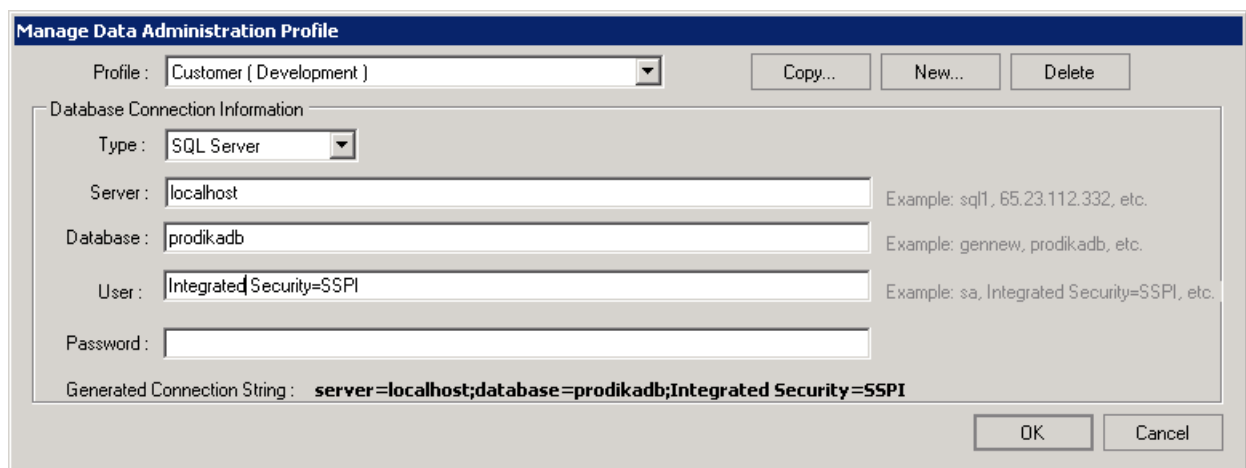 Manage Data Administration Profile
Profile : Customer ( Development ) Copy... New... Delete
Database Connection Information
Type : SQL Server
Server : localhost Example: sql1, 65.23.112.332, etc.
Database : prodikadb Example: gennew, prodikadb, etc.
User : Integrated Security=SSPI Example: sa, Integrated Security=SSPI, etc.
Password :
Generated Connection String : server=localhost;database=prodikadb;Integrated Security=SSPI
OK Cancel